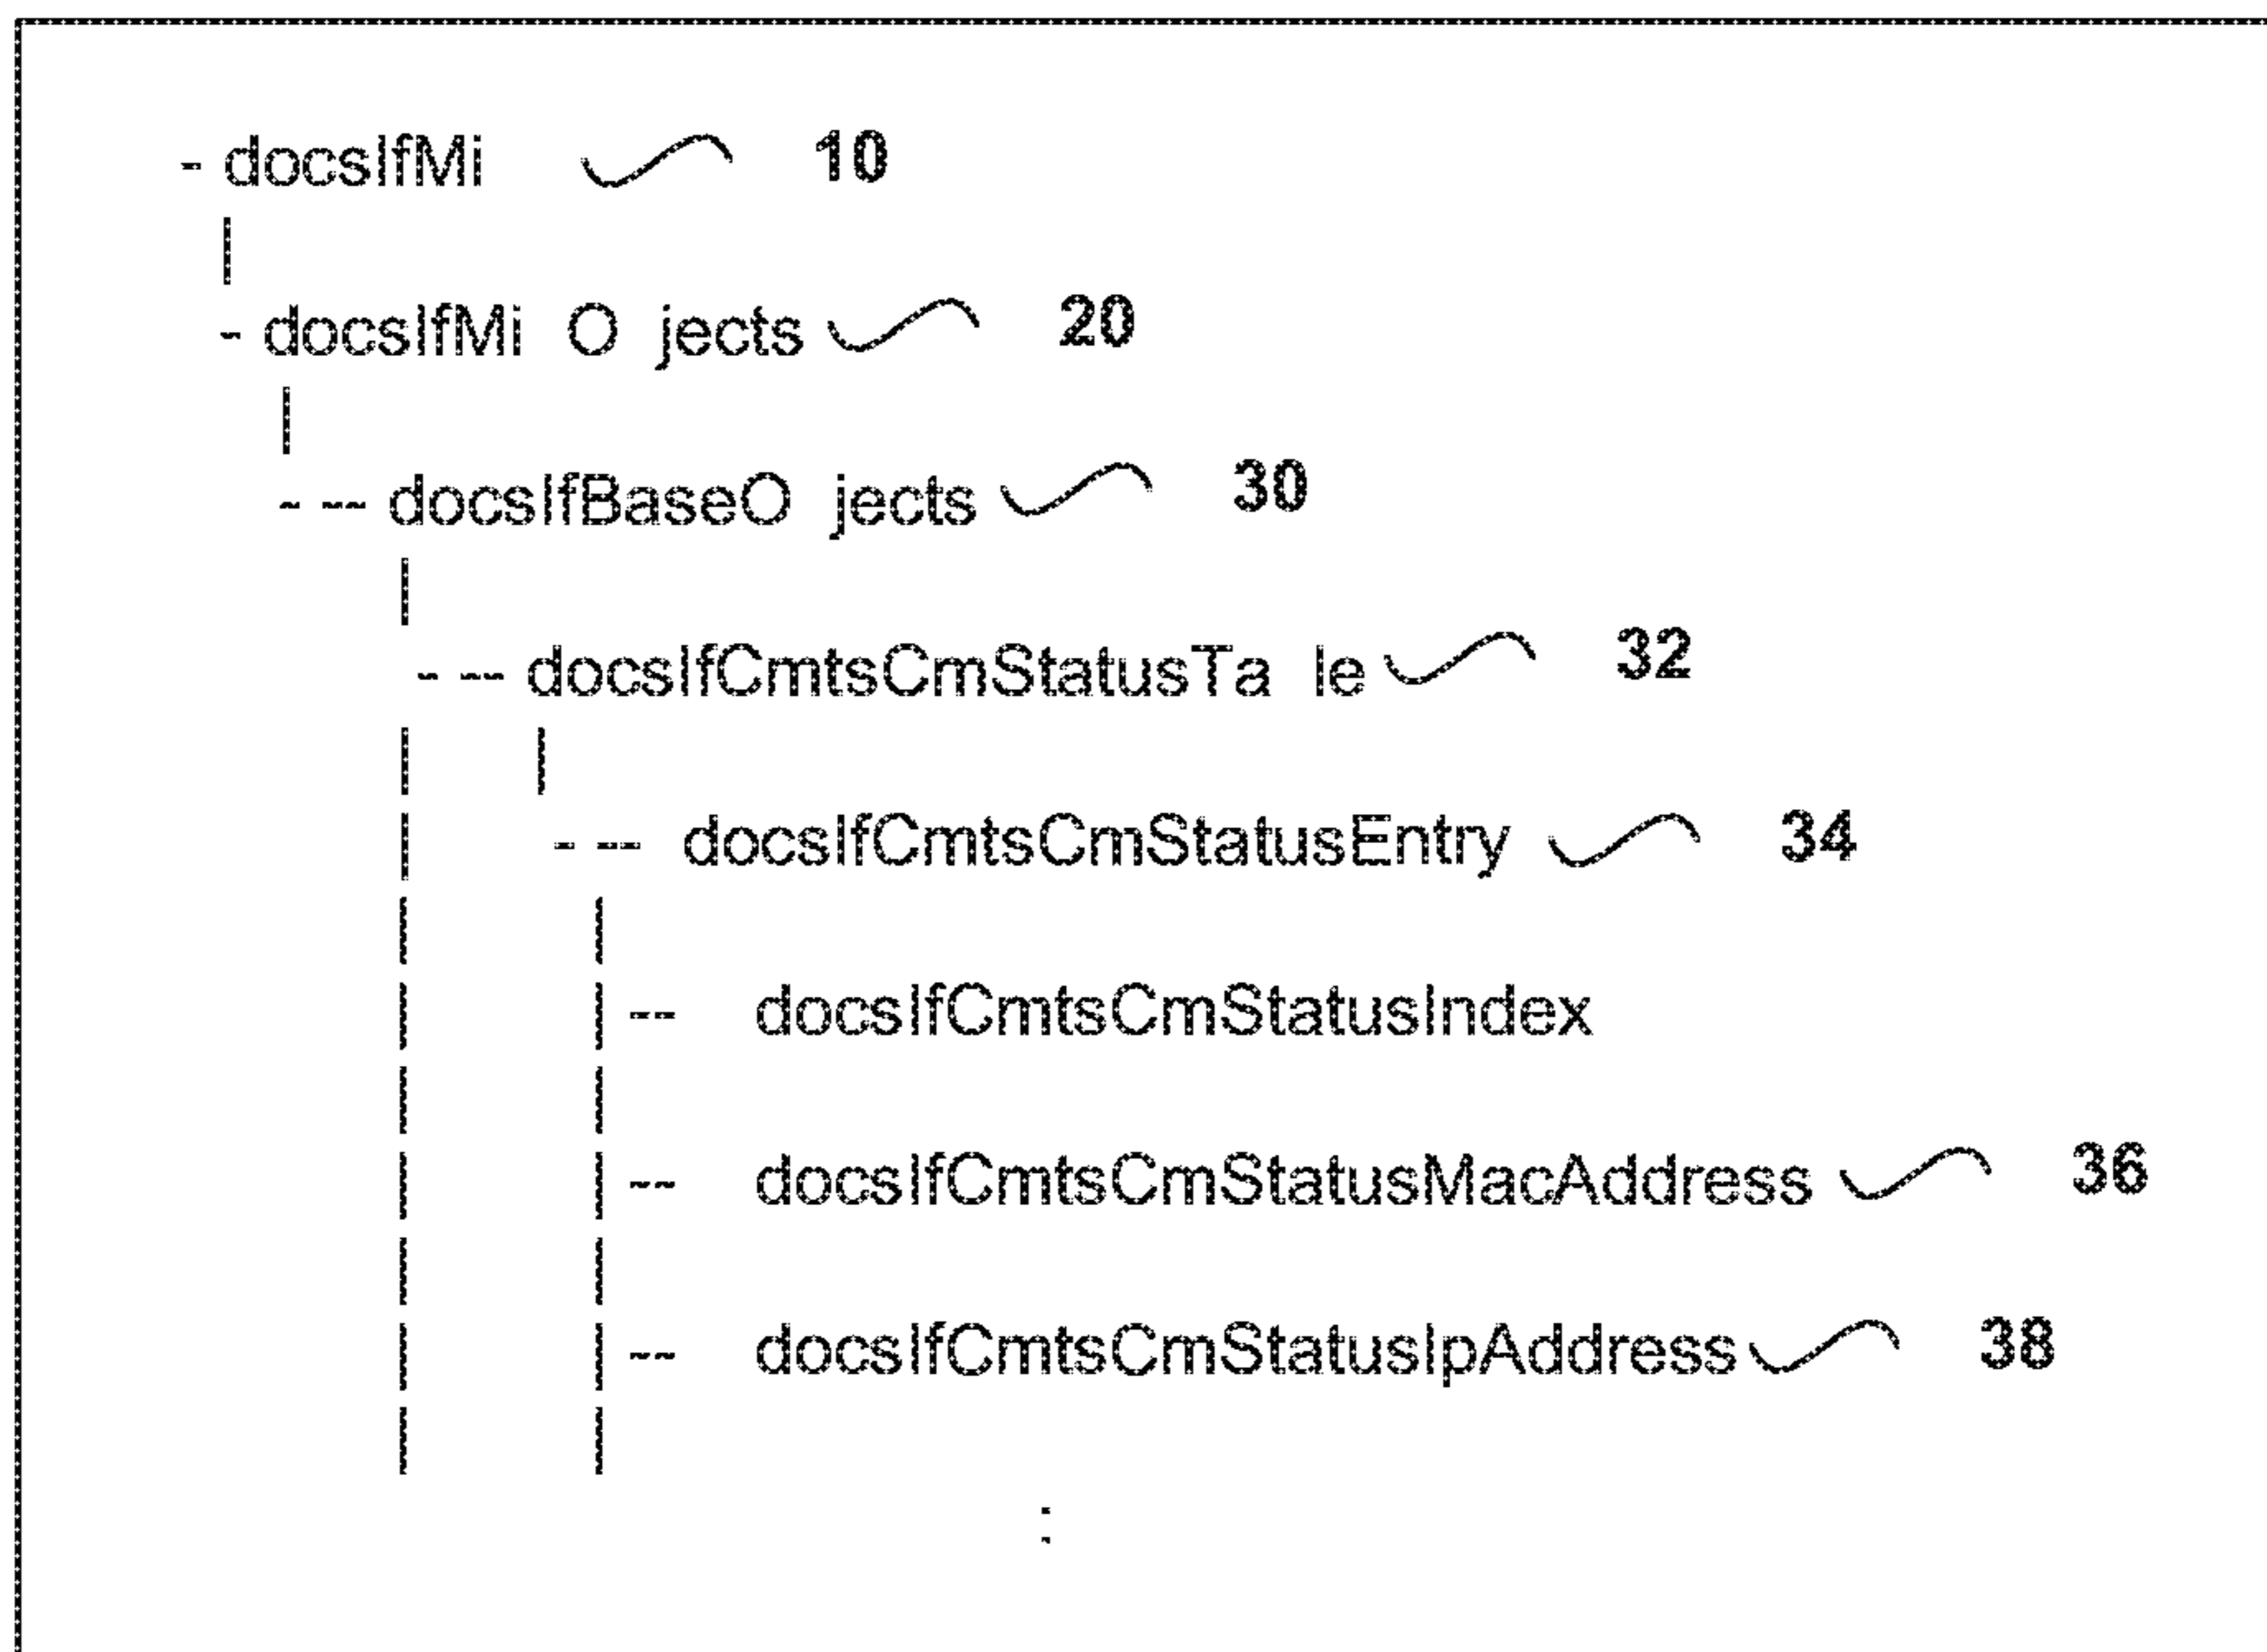 - docsIfMi 10
|
- docsIfMi O jects 20
|
- -- docsIfBaseO jects 30
|
- -- docsIfCmtsCmStatusTa le 32
| |
| - -- docsIfCmtsCmStatusEntry 34
| |
| |-- docsIfCmtsCmStatusIndex
| |
| |-- docsIfCmtsCmStatusMacAddress 36
| |
| |-- docsIfCmtsCmStatusIpAddress 38
| |
: